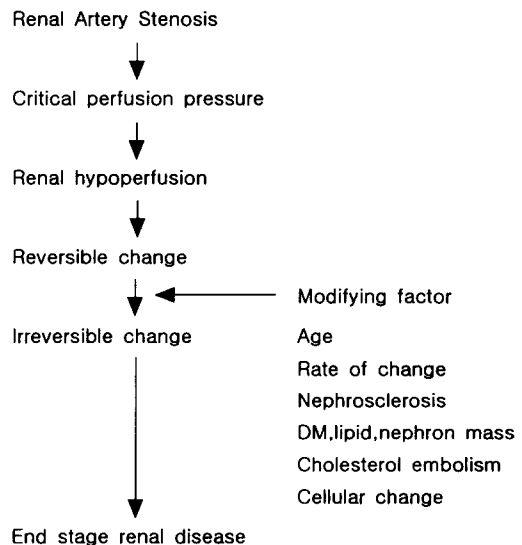 Renal Artery Stenosis
Critical perfusion pressure
Renal hypoperfusion
Reversible change
Modifying factor
Irreversible change
Age
Rate of change
Nephrosclerosis
DM,lipid,nephron mass
Cholesterol embolism
Cellular change
End stage renal disease